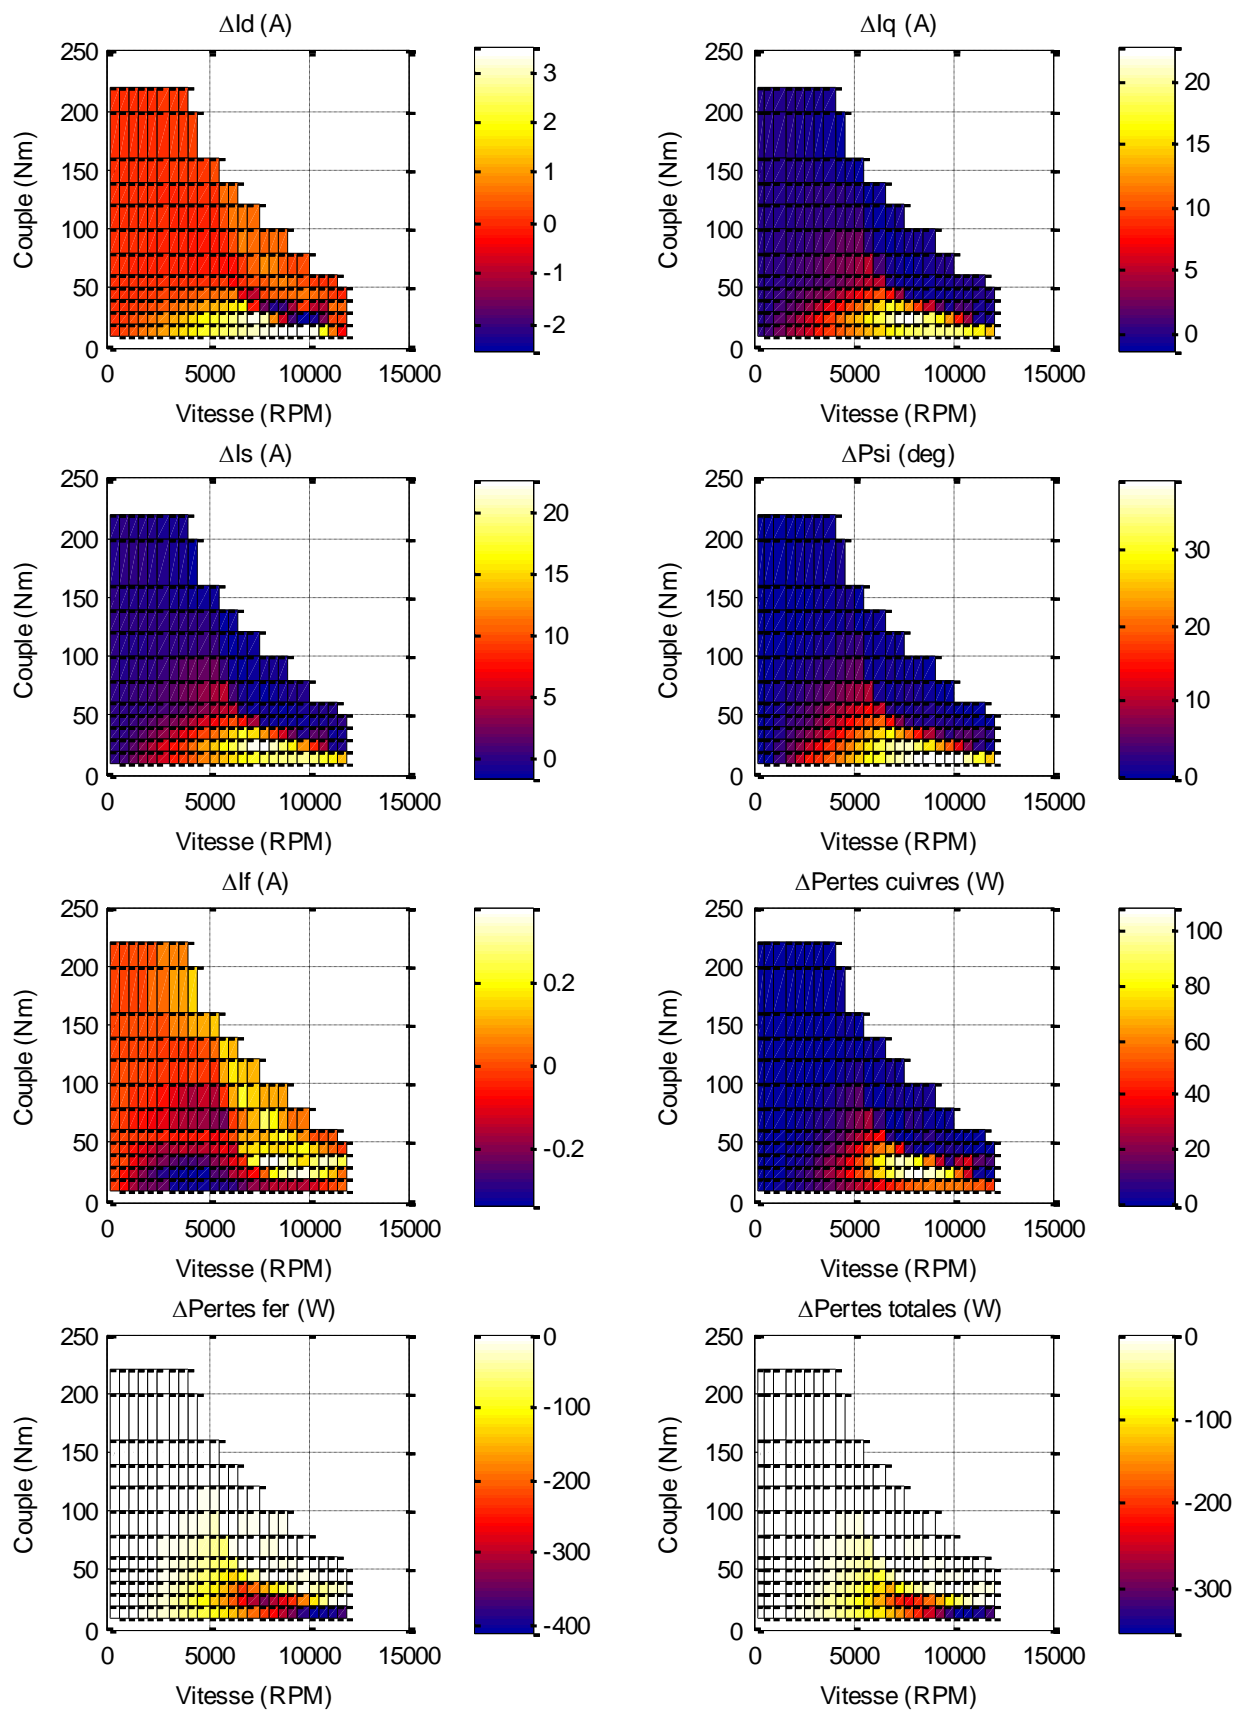 ΔId (A)
250
200
150
100
50
0
0 5000 10000 15000
Couple (Nm)
Vitesse (RPM)
3
2
1
0
-1
-2
ΔIq (A)
250
200
150
100
50
0
0 5000 10000 15000
Couple (Nm)
Vitesse (RPM)
20
15
10
5
0
ΔIs (A)
250
200
150
100
50
0
0 5000 10000 15000
Couple (Nm)
Vitesse (RPM)
20
15
10
5
0
ΔPsi (deg)
250
200
150
100
50
0
0 5000 10000 15000
Couple (Nm)
Vitesse (RPM)
30
20
10
0
ΔIf (A)
250
200
150
100
50
0
0 5000 10000 15000
Couple (Nm)
Vitesse (RPM)
0.2
0
-0.2
ΔPertes cuivres (W)
250
200
150
100
50
0
0 5000 10000 15000
Couple (Nm)
Vitesse (RPM)
100
80
60
40
20
0
ΔPertes fer (W)
250
200
150
100
50
0
0 5000 10000 15000
Couple (Nm)
Vitesse (RPM)
0
-100
-200
-300
-400
ΔPertes totales (W)
250
200
150
100
50
0
0 5000 10000 15000
Couple (Nm)
Vitesse (RPM)
0
-100
-200
-300